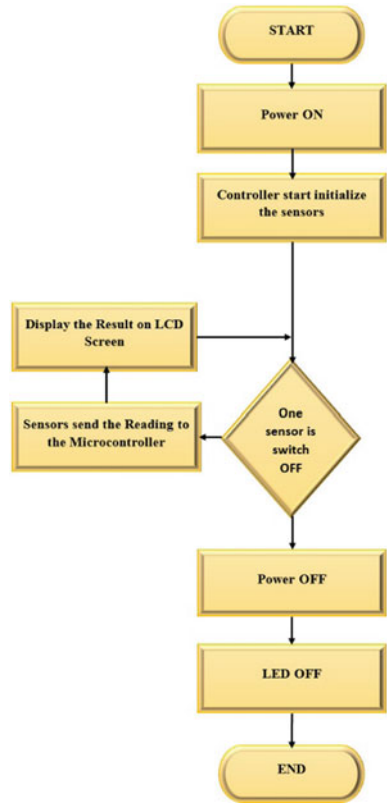 START
Power ON
Controller start initialize
the sensors
Display the Result on LCD
Screen
Sensors send the Reading to
the Microcontroller
One
sensor is
switch
OFF
Power OFF
LED OFF
END